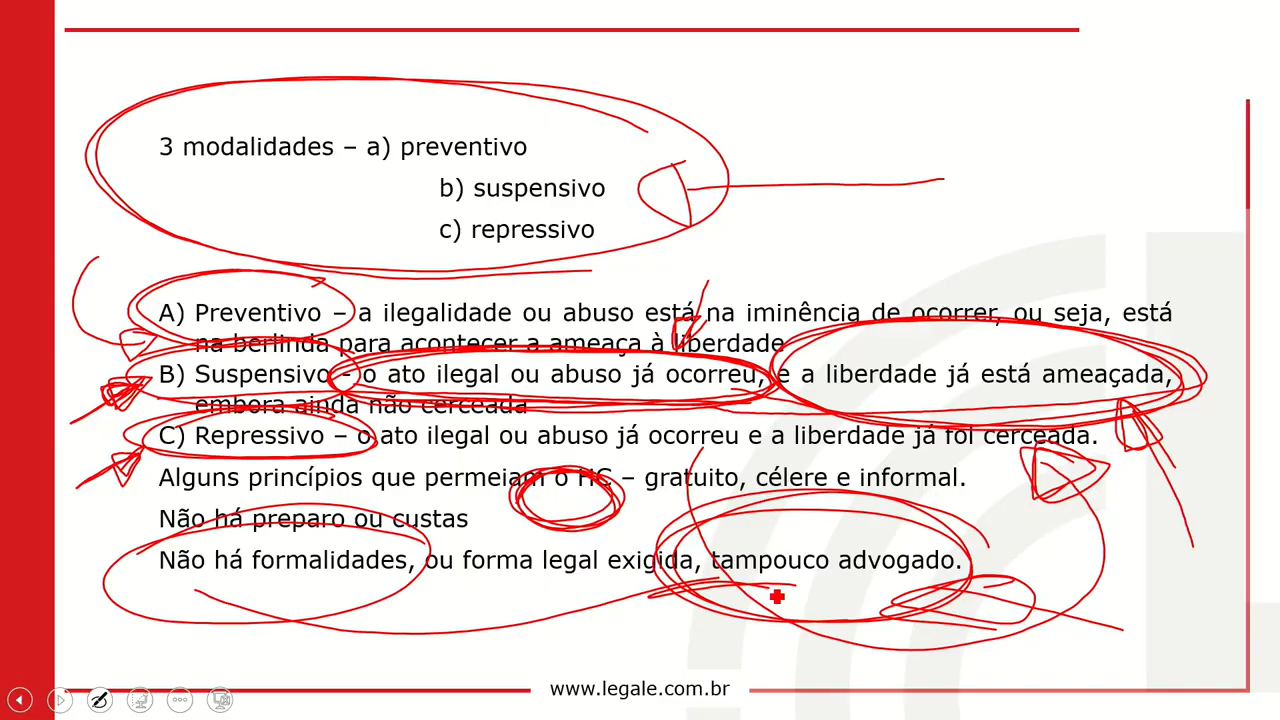 3 modalidades – a) preventivo
b) suspensivo
c) repressivo
A) Preventivo – a ilegalidade ou abuso está na iminência de ocorrer, ou seja, está
na berlinda para acontecer a ameaça à liberdade
B) Suspensivo - o ato ilegal ou abuso já ocorreu, e a liberdade já está ameaçada,
embora ainda não cerceada
C) Repressivo – o ato ilegal ou abuso já ocorreu e a liberdade já foi cerceada.
Alguns princípios que permeiam o HC – gratuito, célere e informal.
Não há preparo ou custas
Não há formalidades, ou forma legal exigida, tampouco advogado.
www.legale.com.br